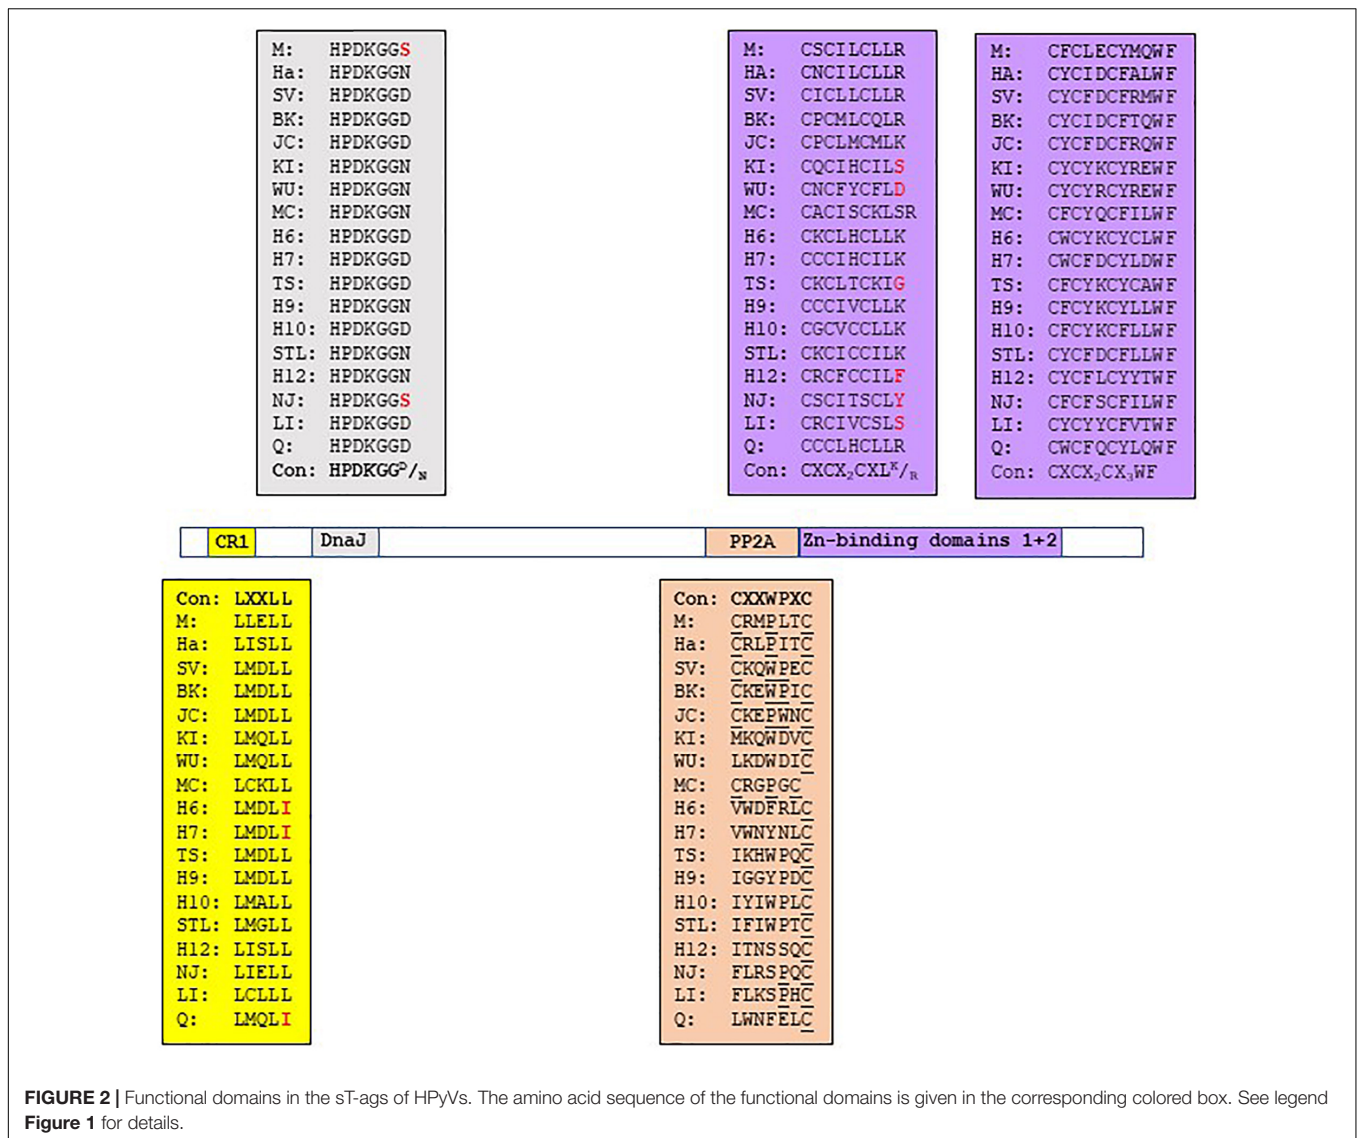 M: HPDKGGS
Ha: HPDKGGN
SV: HPDKGGD
BK: HPDKGGD
JC: HPDKGGD
KI: HPDKGGN
WU: HPDKGGN
MC: HPDKGGN
H6: HPDKGGD
H7: HPDKGGD
TS: HPDKGGD
H9: HPDKGGN
H10: HPDKGGD
STL: HPDKGGN
H12: HPDKGGN
NJ: HPDKGGS
LI: HPDKGGD
Q: HPDKGGD
Con: HPDKGGᴰ/ₙ
M: CSCILCLLR
HA: CNCILCLLR
SV: CICLLCLLR
BK: CPCMLCQLR
JC: CPCLMCMLK
KI: CQCIHCILS
WU: CNCFYCFLD
MC: CACISCKLSR
H6: CKCLHCLLK
H7: CCCIHCILK
TS: CKCLTCKIG
H9: CCCIVCLLK
H10: CGCVCCLLK
STL: CKCICCILK
H12: CRCFCCILF
NJ: CSCITSCLY
LI: CRCIVCSLS
Q: CCCLHCLLR
Con: CXCX₂CXLᴷ/ᵣ
M: CFCLECYMQWF
HA: CYCIDCFALWF
SV: CYCFDCFRMWF
BK: CYCIDCFTQWF
JC: CYCFDCFRQWF
KI: CYCYKCYREWF
WU: CYCYRCYREWF
MC: CFCYQCFILWF
H6: CWCYKCYCLWF
H7: CWCFDCYLDWF
TS: CFCYKCYCAWF
H9: CFCYKCYLLWF
H10: CFCYKCFLLWF
STL: CYCFDCFLLWF
H12: CYCFLCYYTWF
NJ: CFCFSCFILWF
LI: CYCYYCFVTWF
Q: CWCFQCYLQWF
Con: CXCX₂CX₃WF
CR1 DnaJ PP2A Zn-binding domains 1+2
Con: LXXLL
M: LLELL
Ha: LISLL
SV: LMDLL
BK: LMDLL
JC: LMDLL
KI: LMQLL
WU: LMQLL
MC: LCKLL
H6: LMDLI
H7: LMDLI
TS: LMDLL
H9: LMDLL
H10: LMALL
STL: LMGLL
H12: LISLL
NJ: LIELL
LI: LCLLL
Q: LMQLI
Con: CXXWPXC
M: CRMPLTC
Ha: CRLPITC
SV: CKQWPEC
BK: CKEWPIC
JC: CKEPWNC
KI: MKQWDVC
WU: LKDWDIC
MC: CRGPGC
H6: VWDFRLC
H7: VWNYNLC
TS: IKHWPQC
H9: IGGYPDC
H10: IYIWPLC
STL: IFIWPTC
H12: ITNSSQC
NJ: FLRSPQC
LI: FLKSPHC
Q: LWNFELC
FIGURE 2 | Functional domains in the sT-ags of HPyVs. The amino acid sequence of the functional domains is given in the corresponding colored box. See legend
Figure 1 for details.